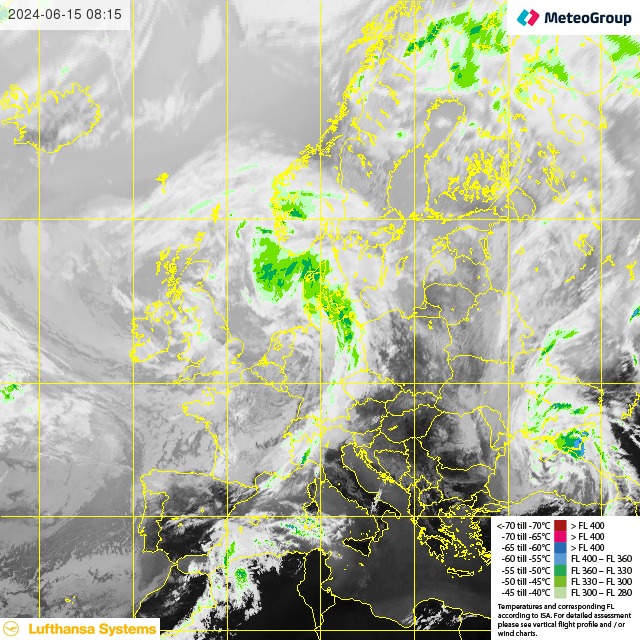 2024-06-15 08:15
MeteoGroup
<-70 till -70°C > FL 400
-70 till -65°C > FL 400
-65 till -60°C > FL 400
-60 till -55°C FL 400 – FL 360
-55 till -50°C FL 360 – FL 330
-50 till -45°C FL 330 – FL 300
-45 till -40°C FL 300 – FL 280
Temperatures and corresponding FL
according to ISA. For detailed assessment
please see vertical flight profile and / or
wind charts.
Lufthansa Systems